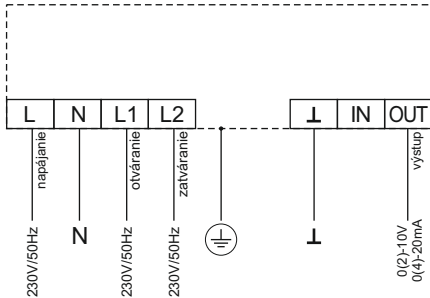 L N L1 L2 ⊥ IN OUT
napájanie
otváranie
zatváranie
výstup
230V/50Hz
N
230V/50Hz
230V/50Hz
⊥
0(2)-10V
0(4)-20mA